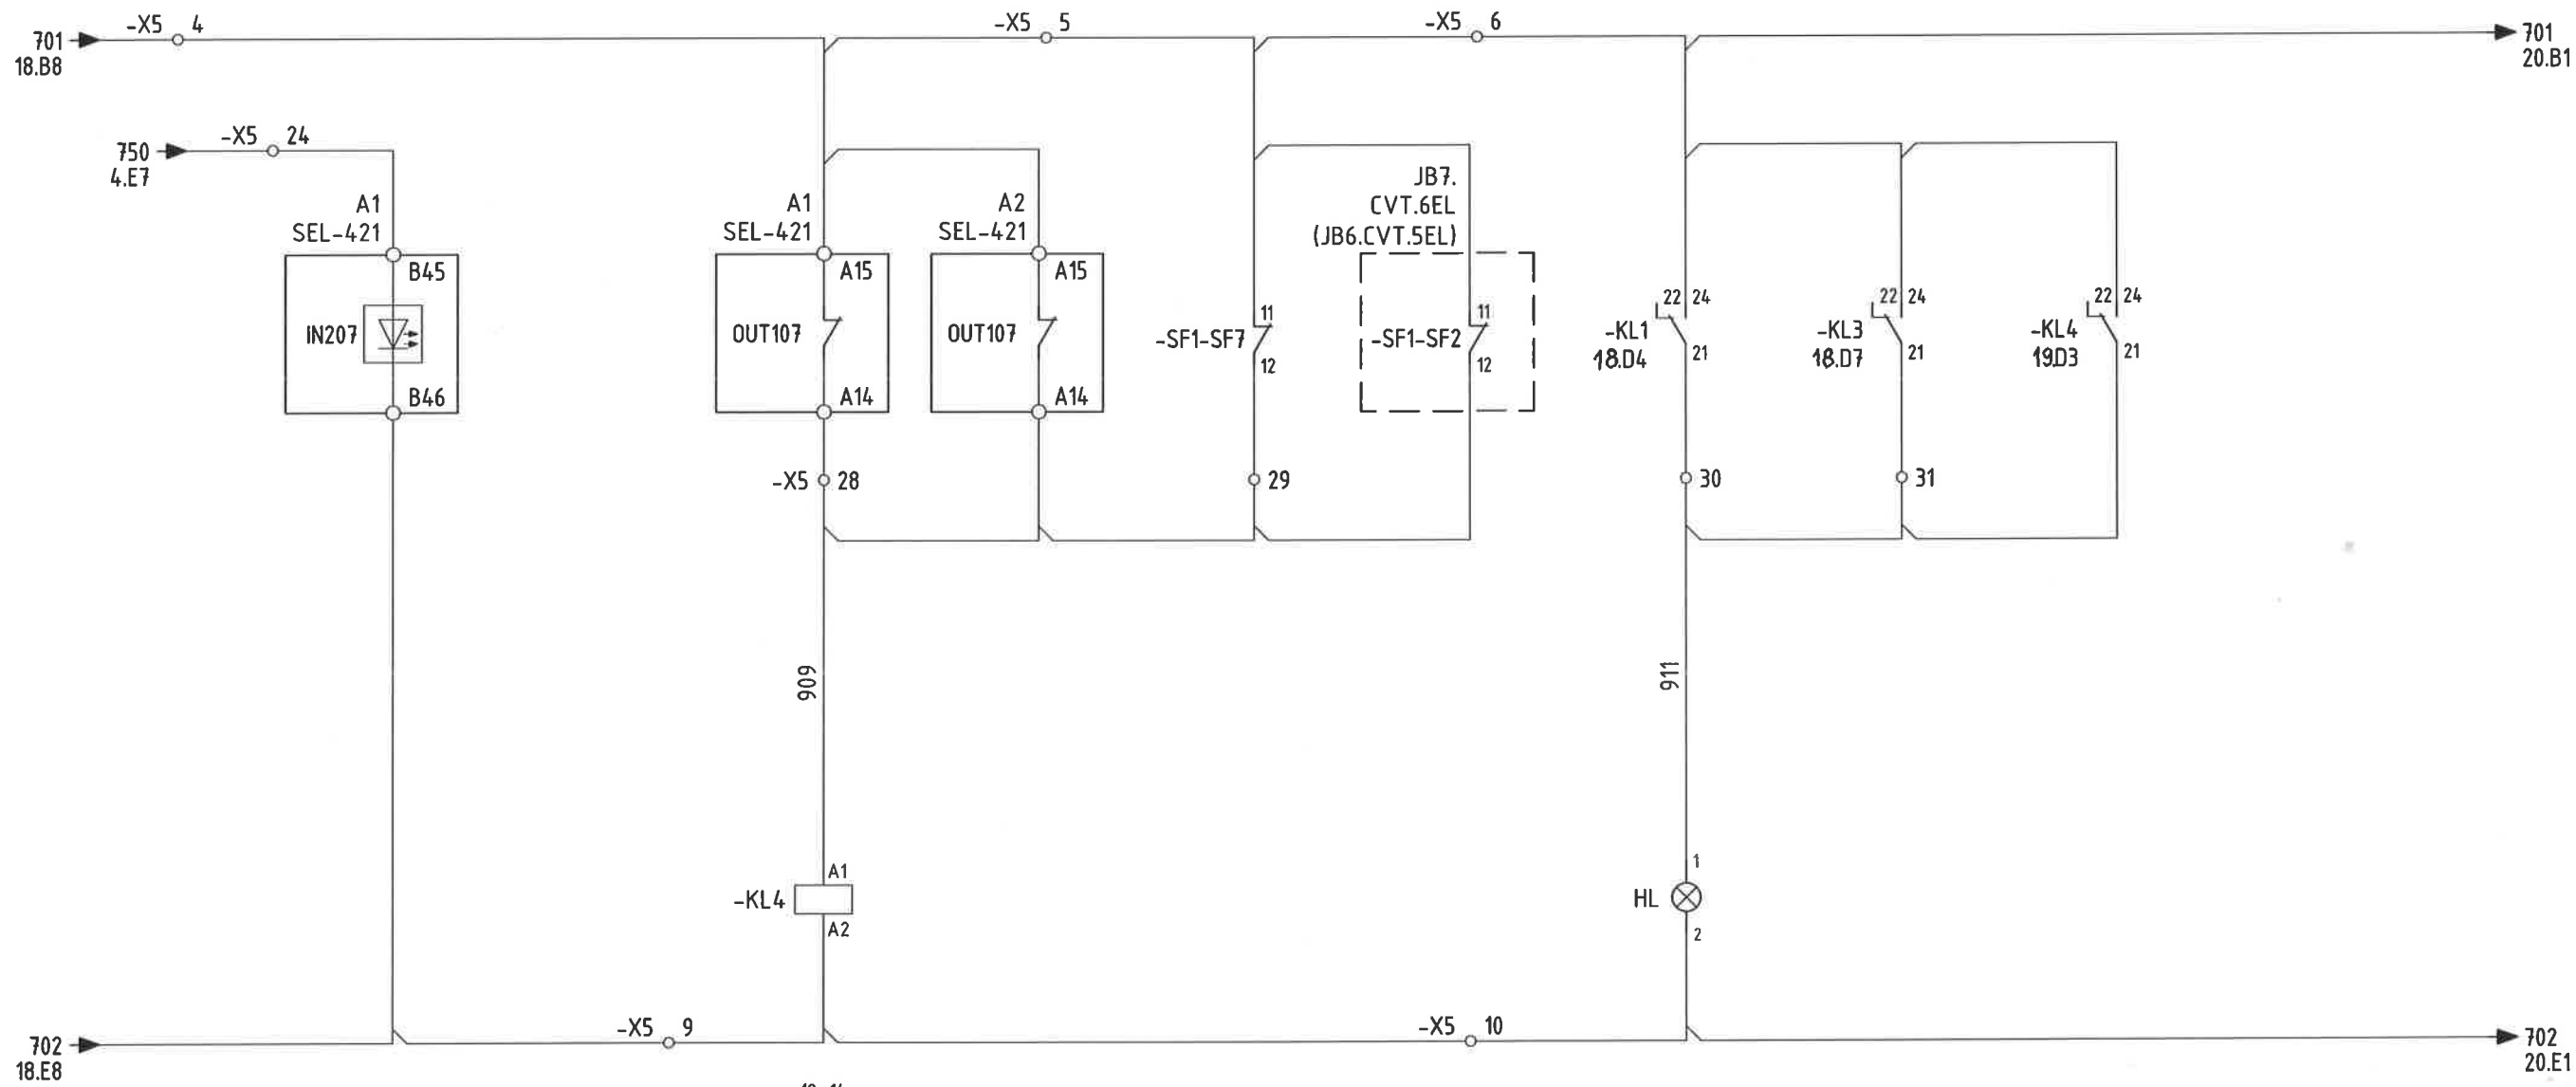 -X5 4
-X5 5
-X5 6
701
18.B8
701
20.B1
-X5 24
750
4.E7
A1
SEL-421
B45
IN207
B46
A1
SEL-421
A15
OUT107
A14
A2
SEL-421
A15
OUT107
A14
11
-SF1-SF7
12
JB7.
CVT.6EL
(JB6.CVT.5EL)
11
-SF1-SF2
12
22 24
-KL1
18.D4
21
22 24
-KL3
18.D7
21
22 24
-KL4
19.D3
21
-X5 28
29
30
31
909
911
A1
-KL4
A2
1
HL
2
-X5 9
-X5 10
702
18.E8
702
20.E1